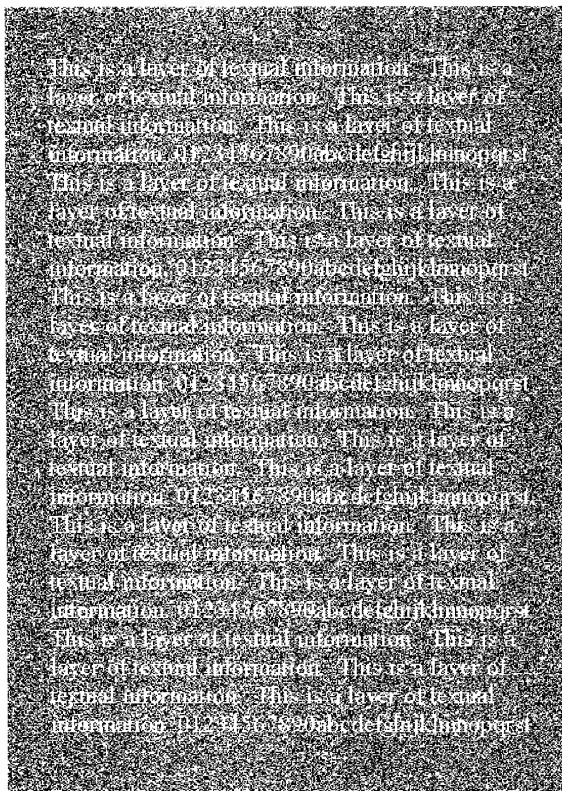 This is a layer of textual information.  This is a
layer of textual information.  This is a layer of
textual information.  This is a layer of textual
information. 01234567890abcdefghijklmnopqrst
This is a layer of textual information.  This is a
layer of textual information.  This is a layer of
textual information.  This is a layer of textual
information. 01234567890abcdefghijklmnopqrst
This is a layer of textual information.  This is a
layer of textual information.  This is a layer of
textual information.  This is a layer of textual
information. 01234567890abcdefghijklmnopqrst
This is a layer of textual information.  This is a
layer of textual information.  This is a layer of
textual information.  This is a layer of textual
information. 01234567890abcdefghijklmnopqrst
This is a layer of textual information.  This is a
layer of textual information.  This is a layer of
textual information.  This is a layer of textual
information. 01234567890abcdefghijklmnopqrst
This is a layer of textual information.  This is a
layer of textual information.  This is a layer of
textual information.  This is a layer of textual
information. 01234567890abcdefghijklmnopqrst